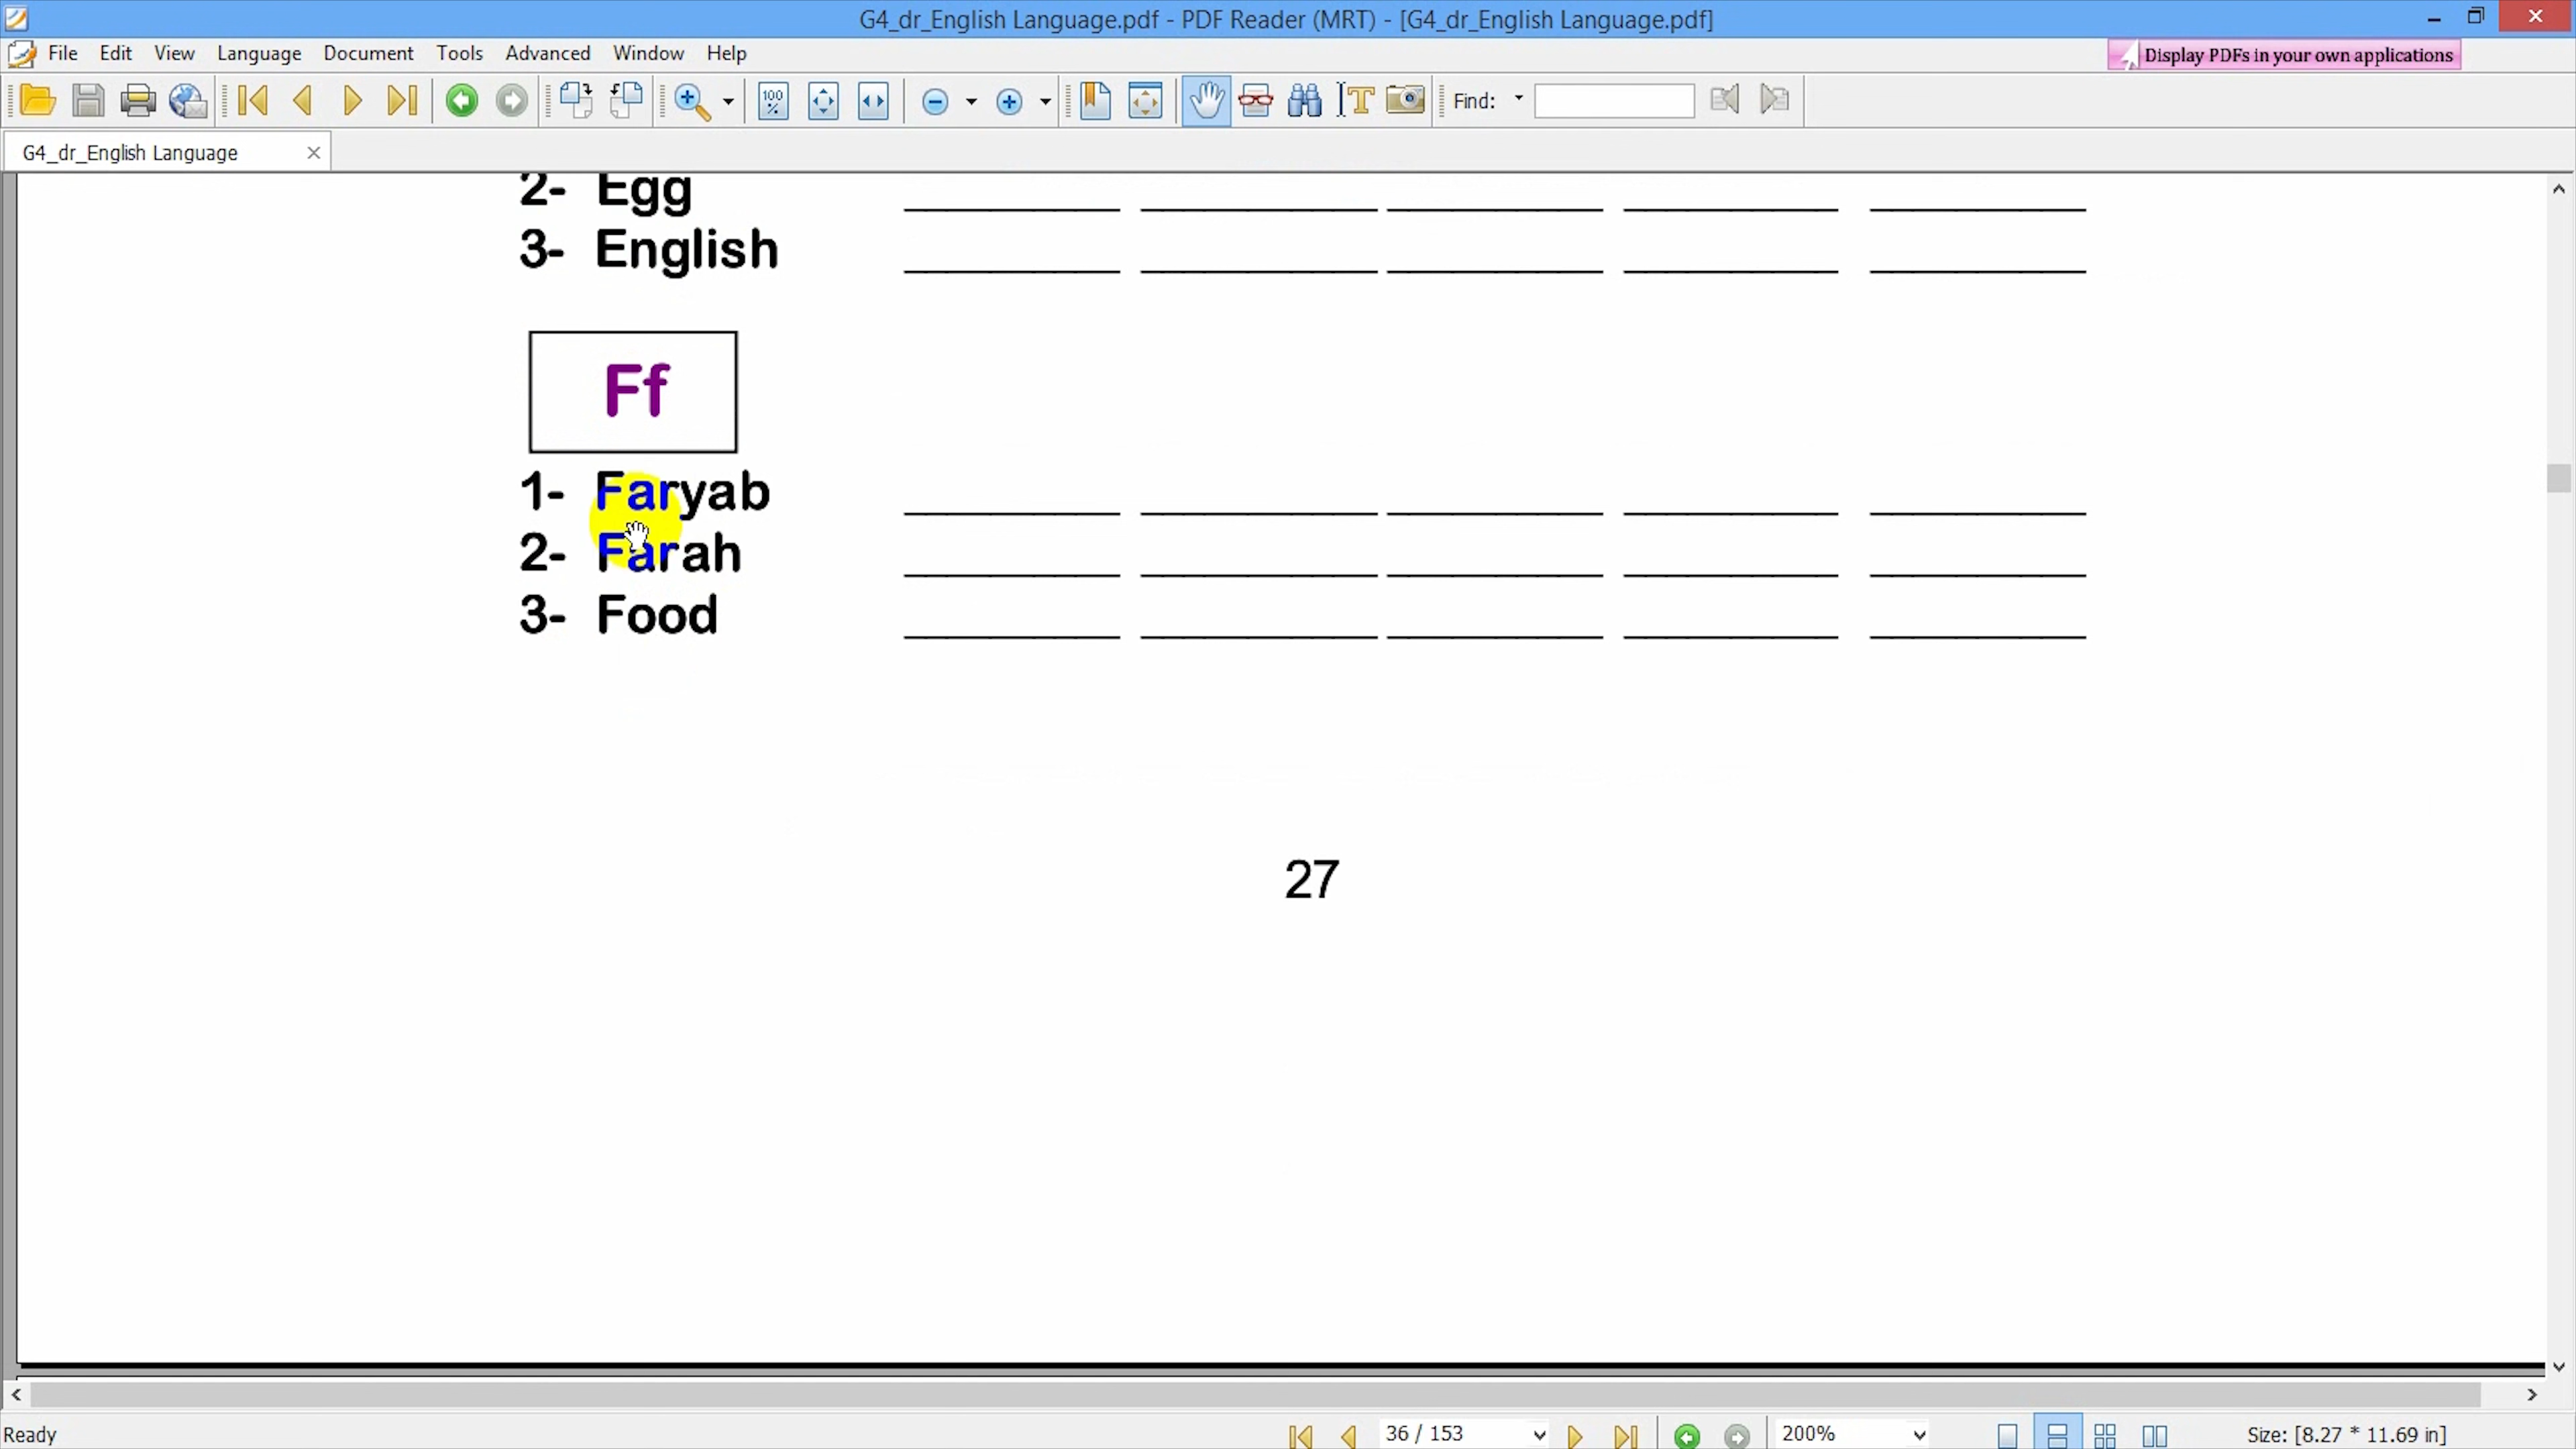 G4_dr_English Language.pdf - PDF Reader (MRT) - [G4_dr_English Language.pdf]
File Edit View Language Document Tools Advanced Window Help
Display PDFs in your own applications
100 %
Find:
G4_dr_English Language
2- Egg
3- English
Ff
1- Faryab
2- Farah
3- Food
27
Ready
36 / 153
200%
Size: [8.27 * 11.69 in]